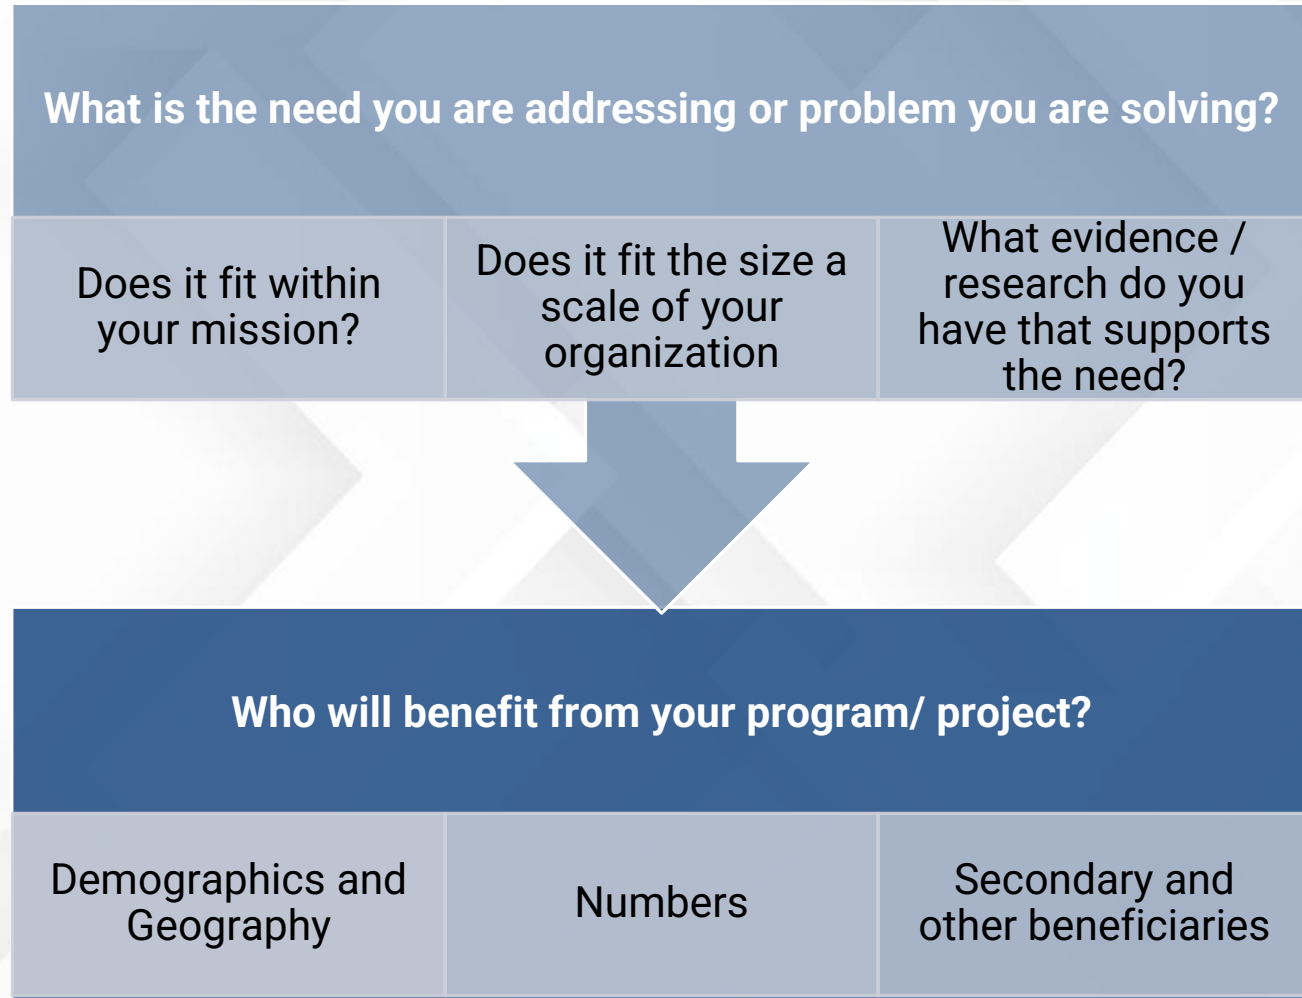 What is the need you are addressing or problem you are solving?
Does it fit within
your mission?
Does it fit the size a
scale of your
organization
What evidence /
research do you
have that supports
the need?
Who will benefit from your program/ project?
Demographics and
Geography
Numbers
Secondary and
other beneficiaries